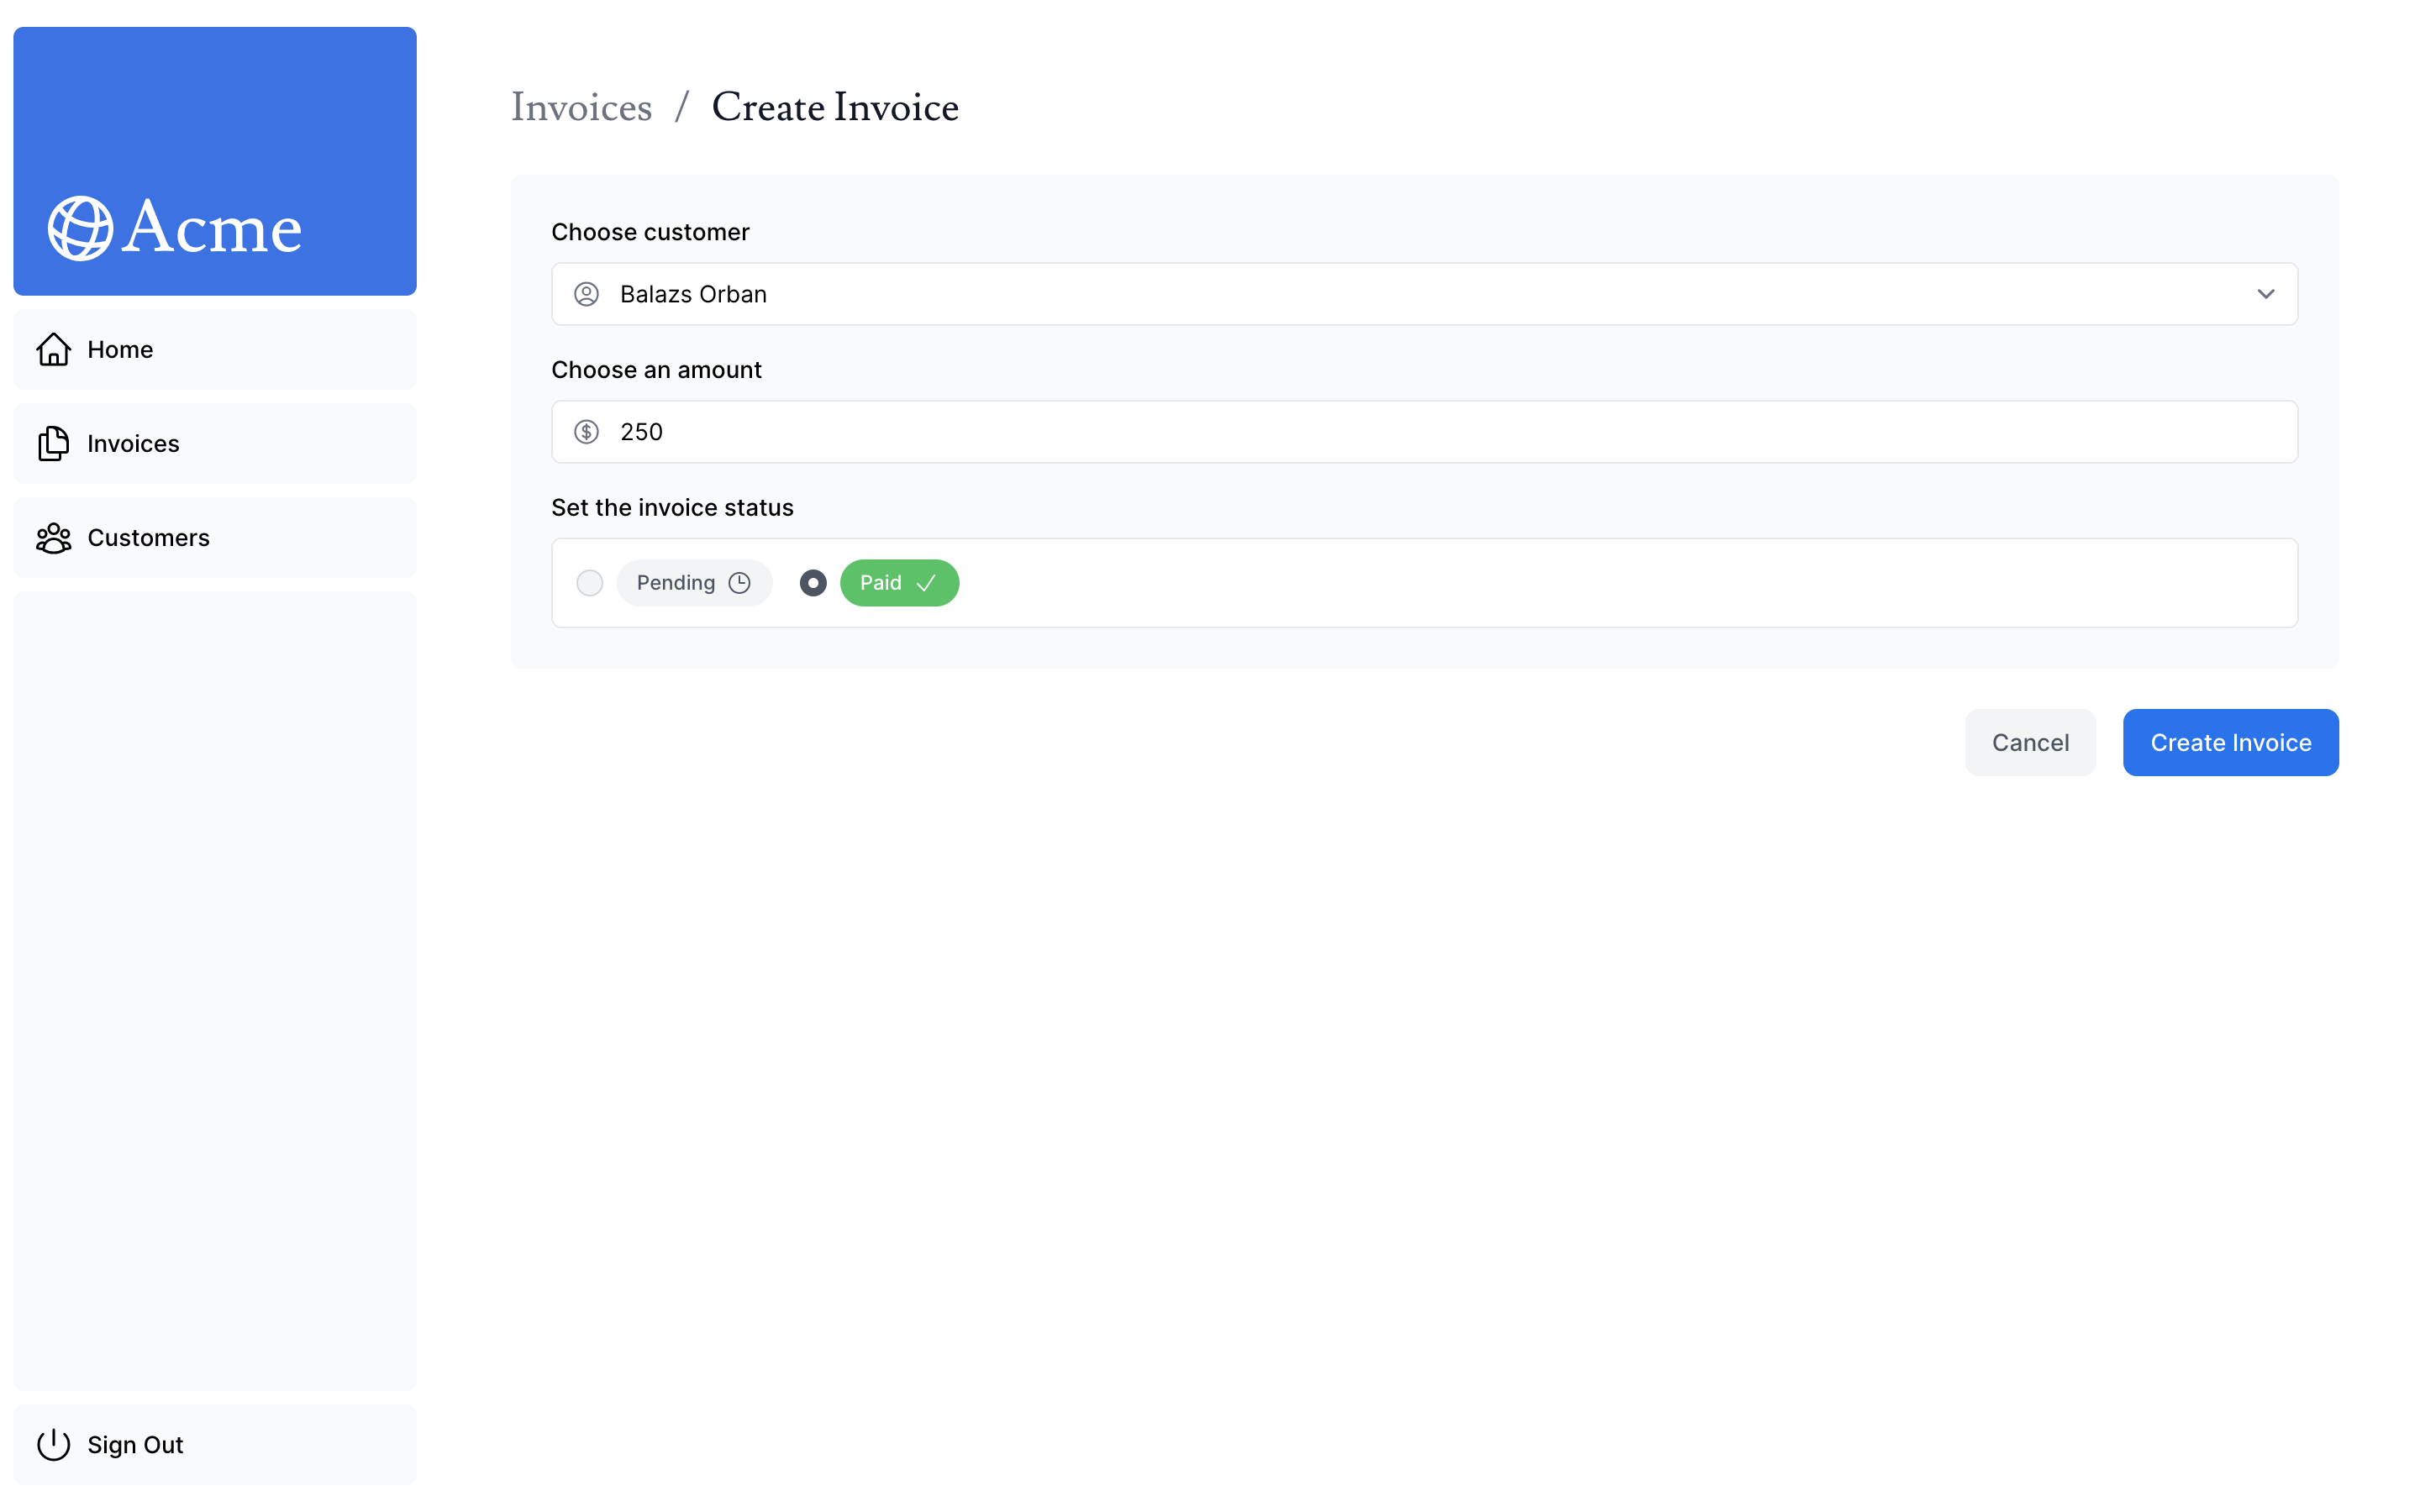 Acme
Home
Invoices
Customers
Sign Out
Invoices / Create Invoice
Choose customer
Balazs Orban
Choose an amount
$ 250
Set the invoice status
Pending Paid
Cancel Create Invoice